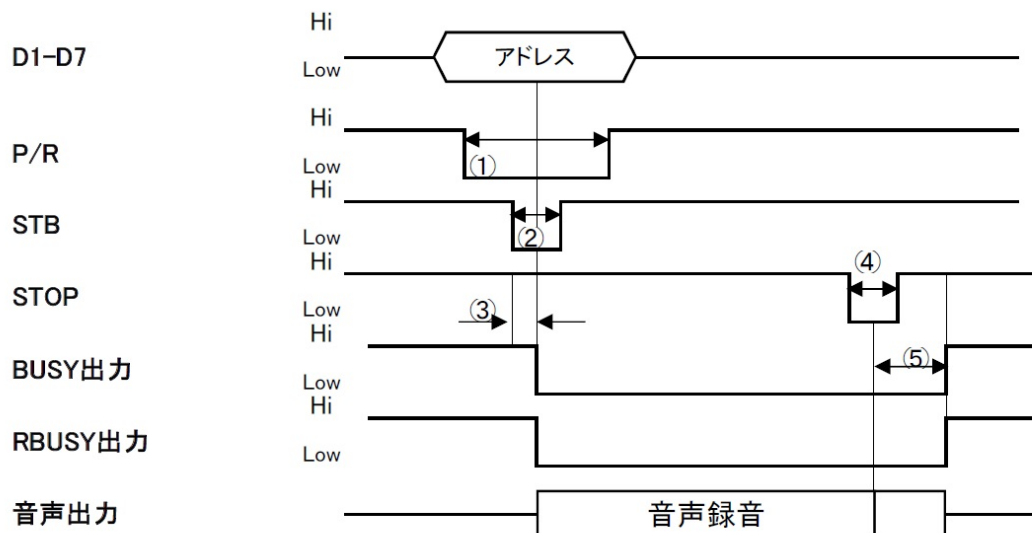 Hi
D1-D7
アドレス
Low
Hi
P/R
Low
①
Hi
STB
Low
②
Hi
④
STOP
Low
③
Hi
⑤
BUSY出力
Low
Hi
RBUSY出力
Low
音声出力
音声録音